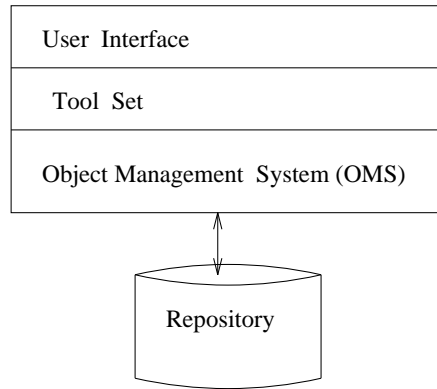 User Interface
Tool Set
Object Management System (OMS)
Repository